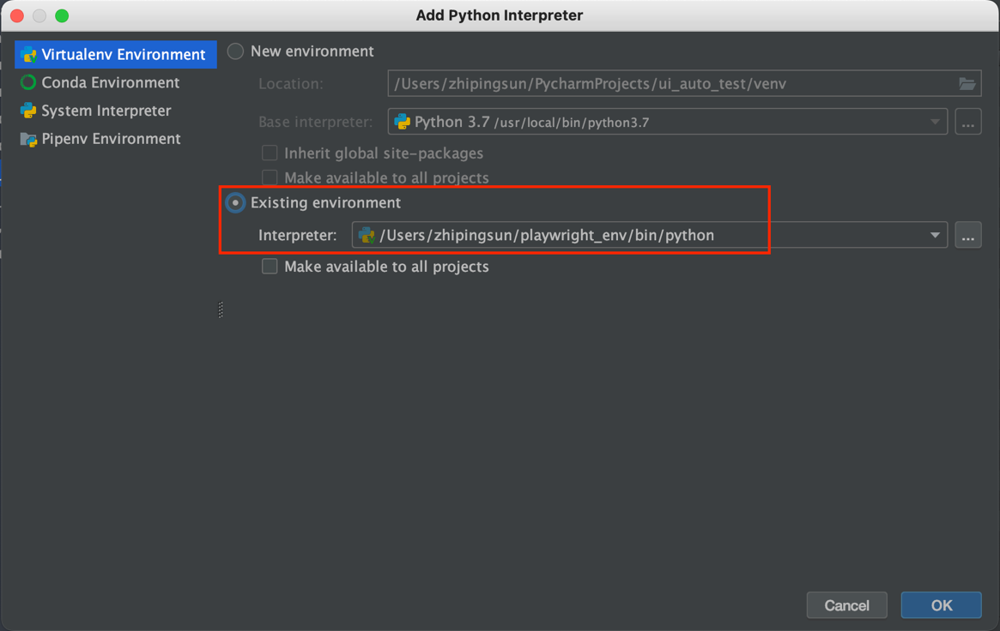 Add Python Interpreter
Virtualenv Environment
Conda Environment
System Interpreter
Pipenv Environment
New environment
Location: /Users/zhipingsun/PycharmProjects/ui_auto_test/venv
Base interpreter: Python 3.7 /usr/local/bin/python3.7 ...
Inherit global site-packages
Make available to all projects
Existing environment
Interpreter: /Users/zhipingsun/playwright_env/bin/python ...
Make available to all projects
Cancel OK